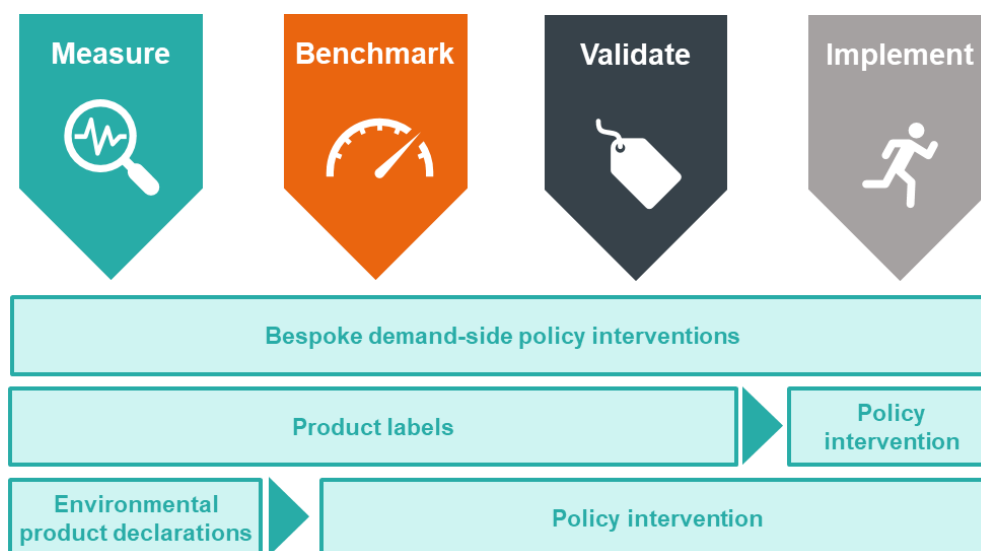 Measure
Benchmark
Validate
Implement
Bespoke demand-side policy interventions
Product labels
Policy
intervention
Environmental
product declarations
Policy intervention